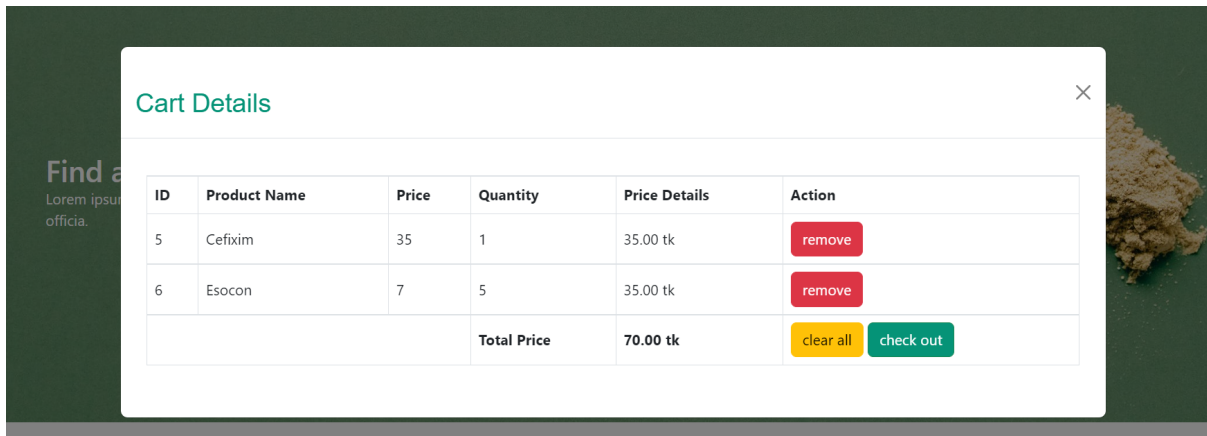 Cart Details
Find a
Lorem ipsur
officia.
ID Product Name Price Quantity Price Details Action
5 Cefixim 35 1 35.00 tk remove
6 Esocon 7 5 35.00 tk remove
Total Price 70.00 tk clear all check out